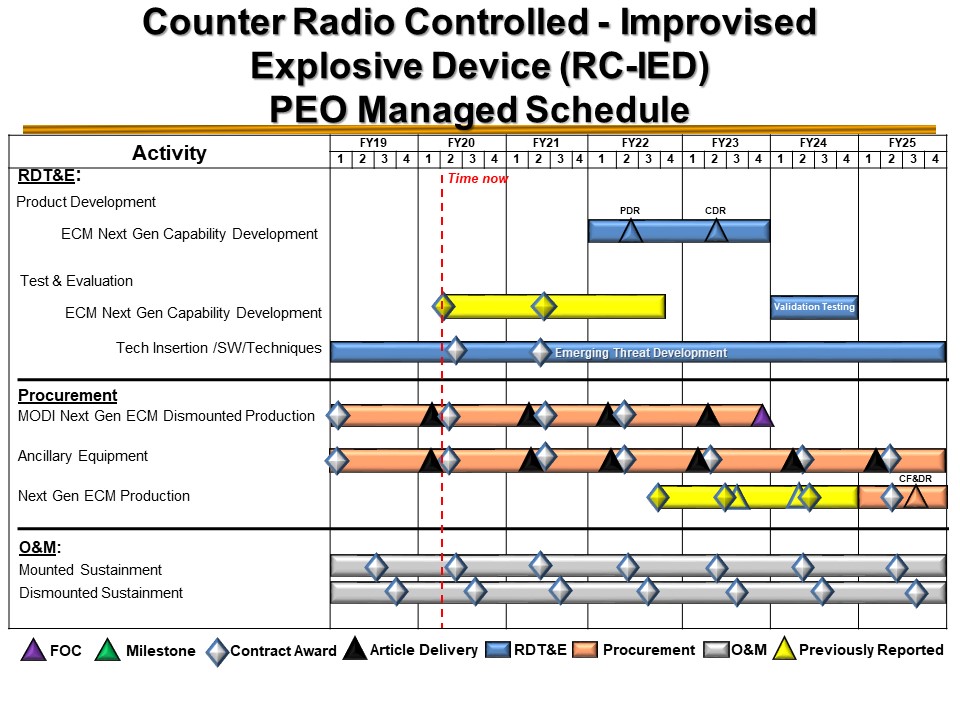 Counter Radio Controlled - Improvised
Explosive Device (RC-IED)
PEO Managed Schedule
Activity
FY19 FY20 FY21 FY22 FY23 FY24 FY25
1 2 3 4 1 2 3 4 1 2 3 4 1 2 3 4 1 2 3 4 1 2 3 4 1 2 3 4
RDT&E:
Time now
Product Development
PDR CDR
ECM Next Gen Capability Development
Test & Evaluation
ECM Next Gen Capability Development
Validation Testing
Tech Insertion /SW/Techniques
Emerging Threat Development
Procurement
MODI Next Gen ECM Dismounted Production
Ancillary Equipment
CF&DR
Next Gen ECM Production
O&M:
Mounted Sustainment
Dismounted Sustainment
FOC Milestone Contract Award Article Delivery RDT&E Procurement O&M Previously Reported